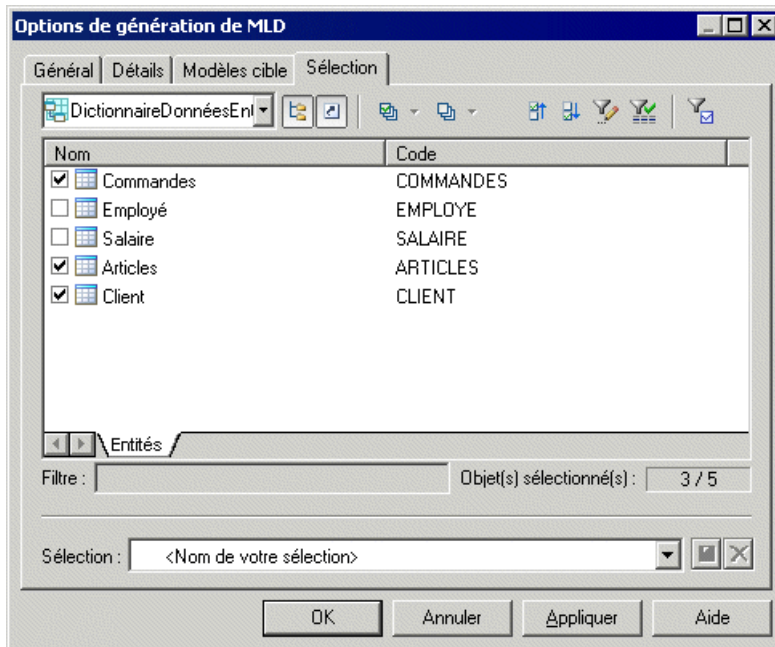 Options de génération de MLD
Général Détails Modèles cible Sélection
DictionnaireDonnéesEnt
Nom Code
Commandes COMMANDES
Employé EMPLOYE
Salaire SALAIRE
Articles ARTICLES
Client CLIENT
Entités
Filtre : Objet(s) sélectionné(s) : 3 / 5
Sélection : <Nom de votre sélection>
OK Annuler Appliquer Aide